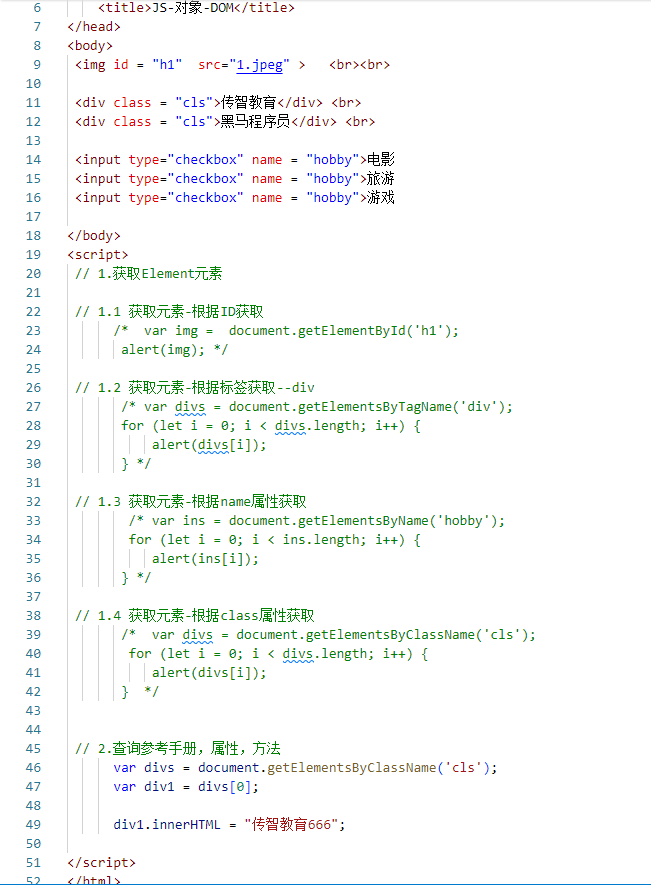 6 <title>JS-对象-DOM</title>
7 </head>
8 <body>
9 <img id = "h1"  src="1.jpeg" >   <br><br>
10
11 <div class = "cls">传智教育</div> <br>
12 <div class = "cls">黑马程序员</div> <br>
13
14 <input type="checkbox" name = "hobby">电影
15 <input type="checkbox" name = "hobby">旅游
16 <input type="checkbox" name = "hobby">游戏
17
18 </body>
19 <script>
20 // 1.获取Element元素
21
22 // 1.1 获取元素-根据ID获取
23 /*  var img =  document.getElementById('h1');
24 alert(img); */
25
26 // 1.2 获取元素-根据标签获取--div
27 /* var divs = document.getElementsByTagName('div');
28 for (let i = 0; i < divs.length; i++) {
29 alert(divs[i]);
30 } */
31
32 // 1.3 获取元素-根据name属性获取
33 /* var ins = document.getElementsByName('hobby');
34 for (let i = 0; i < ins.length; i++) {
35 alert(ins[i]);
36 } */
37
38 // 1.4 获取元素-根据class属性获取
39 /*  var divs = document.getElementsByClassName('cls');
40 for (let i = 0; i < divs.length; i++) {
41 alert(divs[i]);
42 }  */
43
44
45 // 2.查询参考手册，属性，方法
46 var divs = document.getElementsByClassName('cls');
47 var div1 = divs[0];
48
49 div1.innerHTML = "传智教育666";
50
51 </script>
52 </html>